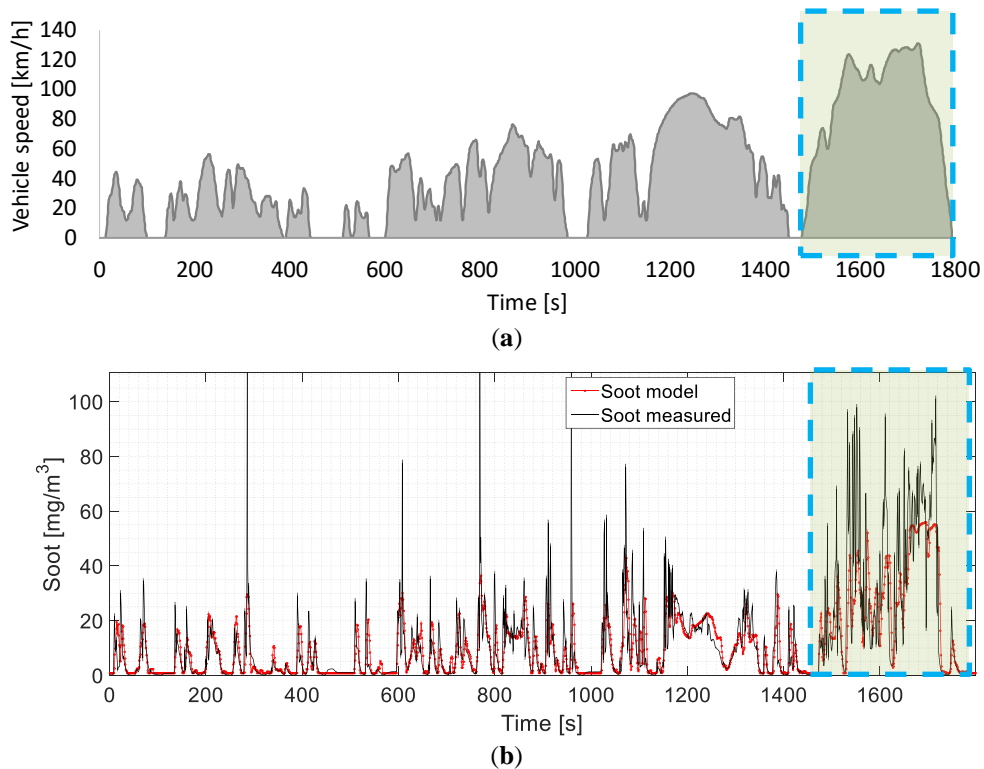 Vehicle speed [km/h]
140
120
100
80
60
40
20
0
0 200 400 600 800 1000 1200 1400 1600 1800
Time [s]
(a)
Soot [mg/m³]
100
80
60
40
20
0
Soot model
Soot measured
0 200 400 600 800 1000 1200 1400 1600
Time [s]
(b)